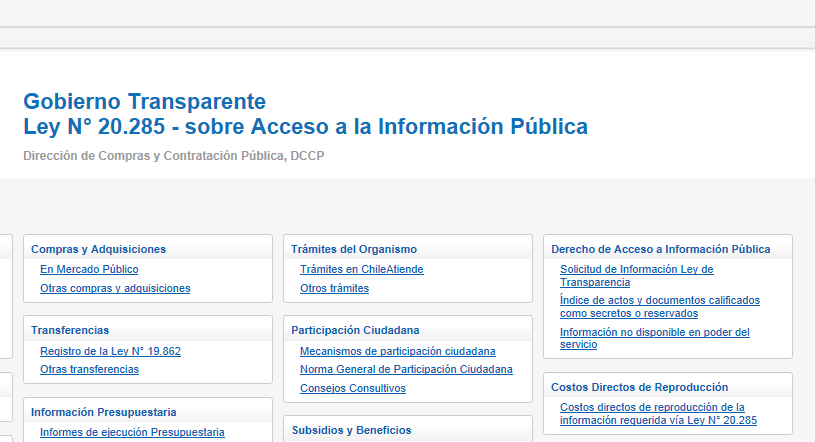 Gobierno Transparente
Ley N° 20.285 - sobre Acceso a la Información Pública
Dirección de Compras y Contratación Pública, DCCP
Compras y Adquisiciones
En Mercado Público
Otras compras y adquisiciones
Transferencias
Registro de la Ley N° 19.862
Otras transferencias
Información Presupuestaria
Informes de ejecución Presupuestaria
Trámites del Organismo
Trámites en ChileAtiende
Otros trámites
Participación Ciudadana
Mecanismos de participación ciudadana
Norma General de Participación Ciudadana
Consejos Consultivos
Subsidios y Beneficios
Derecho de Acceso a Información Pública
Solicitud de Información Ley de
Transparencia
Índice de actos y documentos calificados
como secretos o reservados
Información no disponible en poder del
servicio
Costos Directos de Reproducción
Costos directos de reproducción de la
información requerida vía Ley N° 20.285